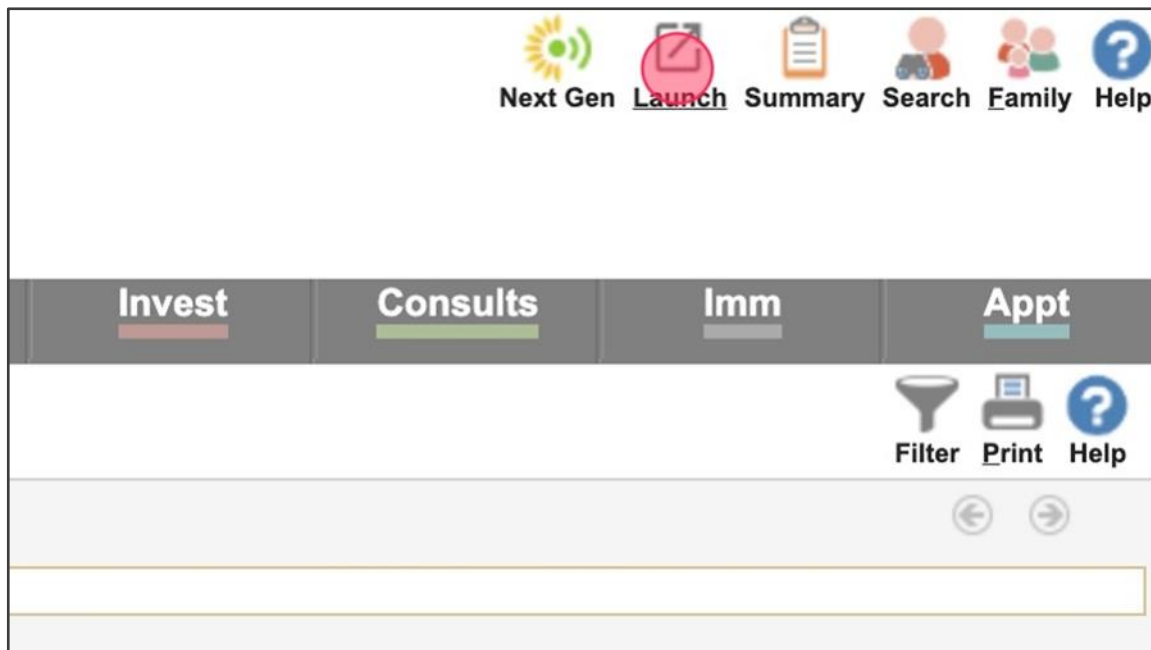 Next Gen Launch Summary Search Family Help
Invest Consults Imm Appt
Filter Print Help